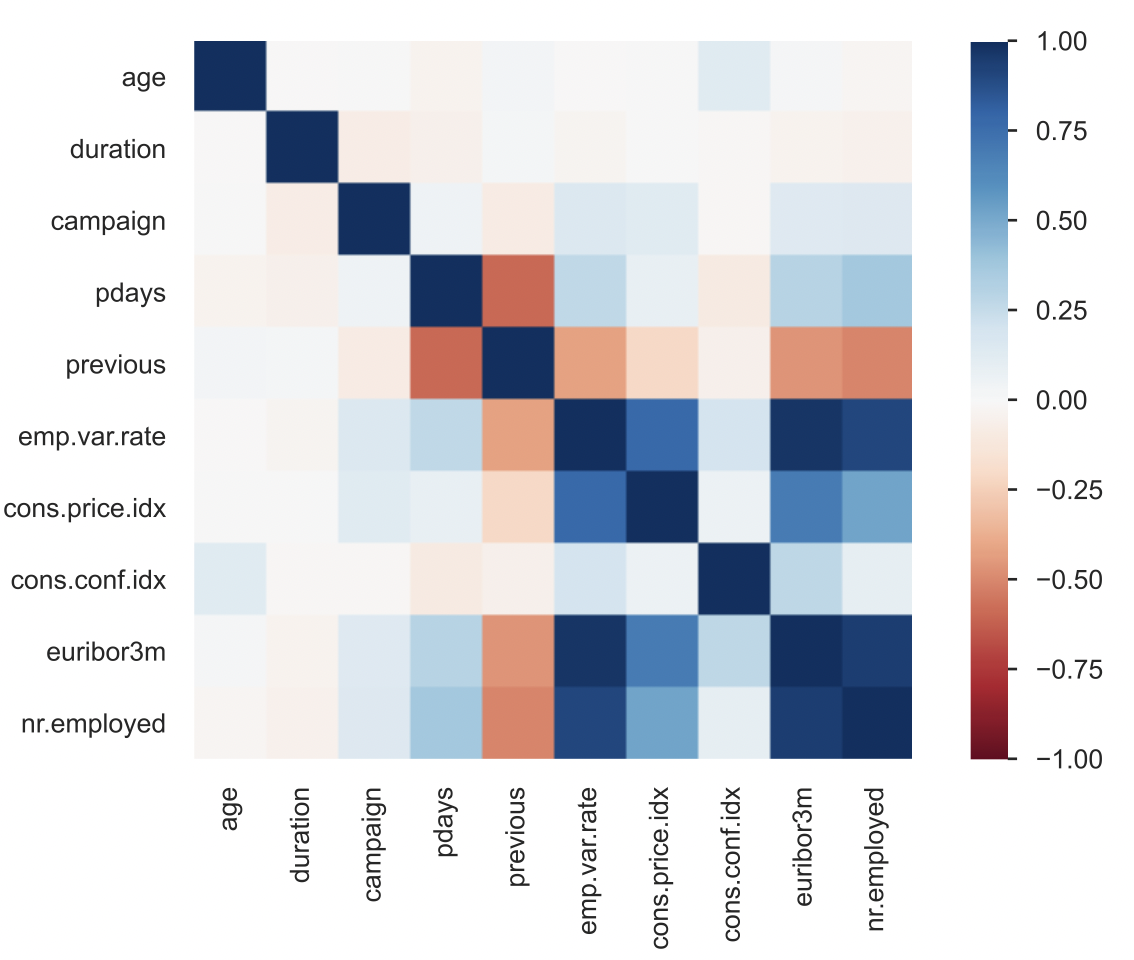 age
duration
campaign
pdays
previous
emp.var.rate
cons.price.idx
cons.conf.idx
euribor3m
nr.employed
age
duration
campaign
pdays
previous
emp.var.rate
cons.price.idx
cons.conf.idx
euribor3m
nr.employed
1.00
0.75
0.50
0.25
0.00
−0.25
−0.50
−0.75
−1.00